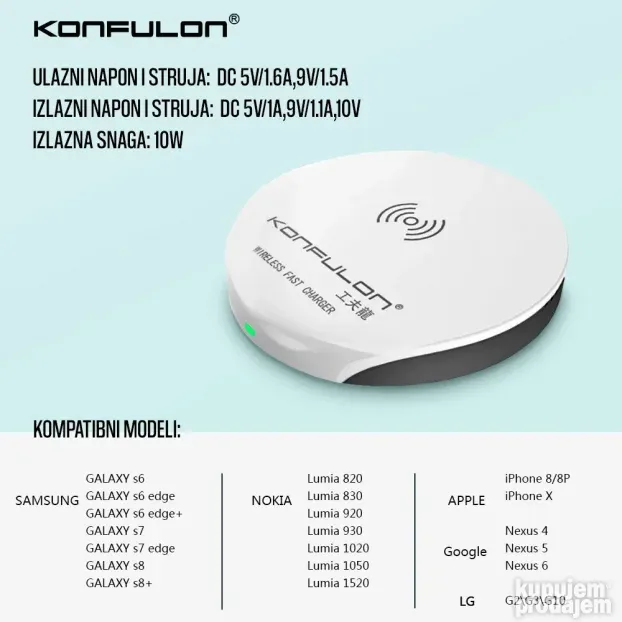 KONFULON®
ULAZNI NAPON I STRUJA: DC 5V/1.6A,9V/1.5A
IZLAZNI NAPON I STRUJA: DC 5V/1A,9V/1.1A,10V
IZLAZNA SNAGA: 10W
KONFULON®
WIRELESS FAST CHARGER
工夫龍
KOMPATIBNI MODELI:
SAMSUNG
GALAXY s6
GALAXY s6 edge
GALAXY s6 edge+
GALAXY s7
GALAXY s7 edge
GALAXY s8
GALAXY s8+
NOKIA
Lumia 820
Lumia 830
Lumia 920
Lumia 930
Lumia 1020
Lumia 1050
Lumia 1520
APPLE
iPhone 8/8P
iPhone X
Google
Nexus 4
Nexus 5
Nexus 6
LG
G2\G3\G10
kupujem
prodajem